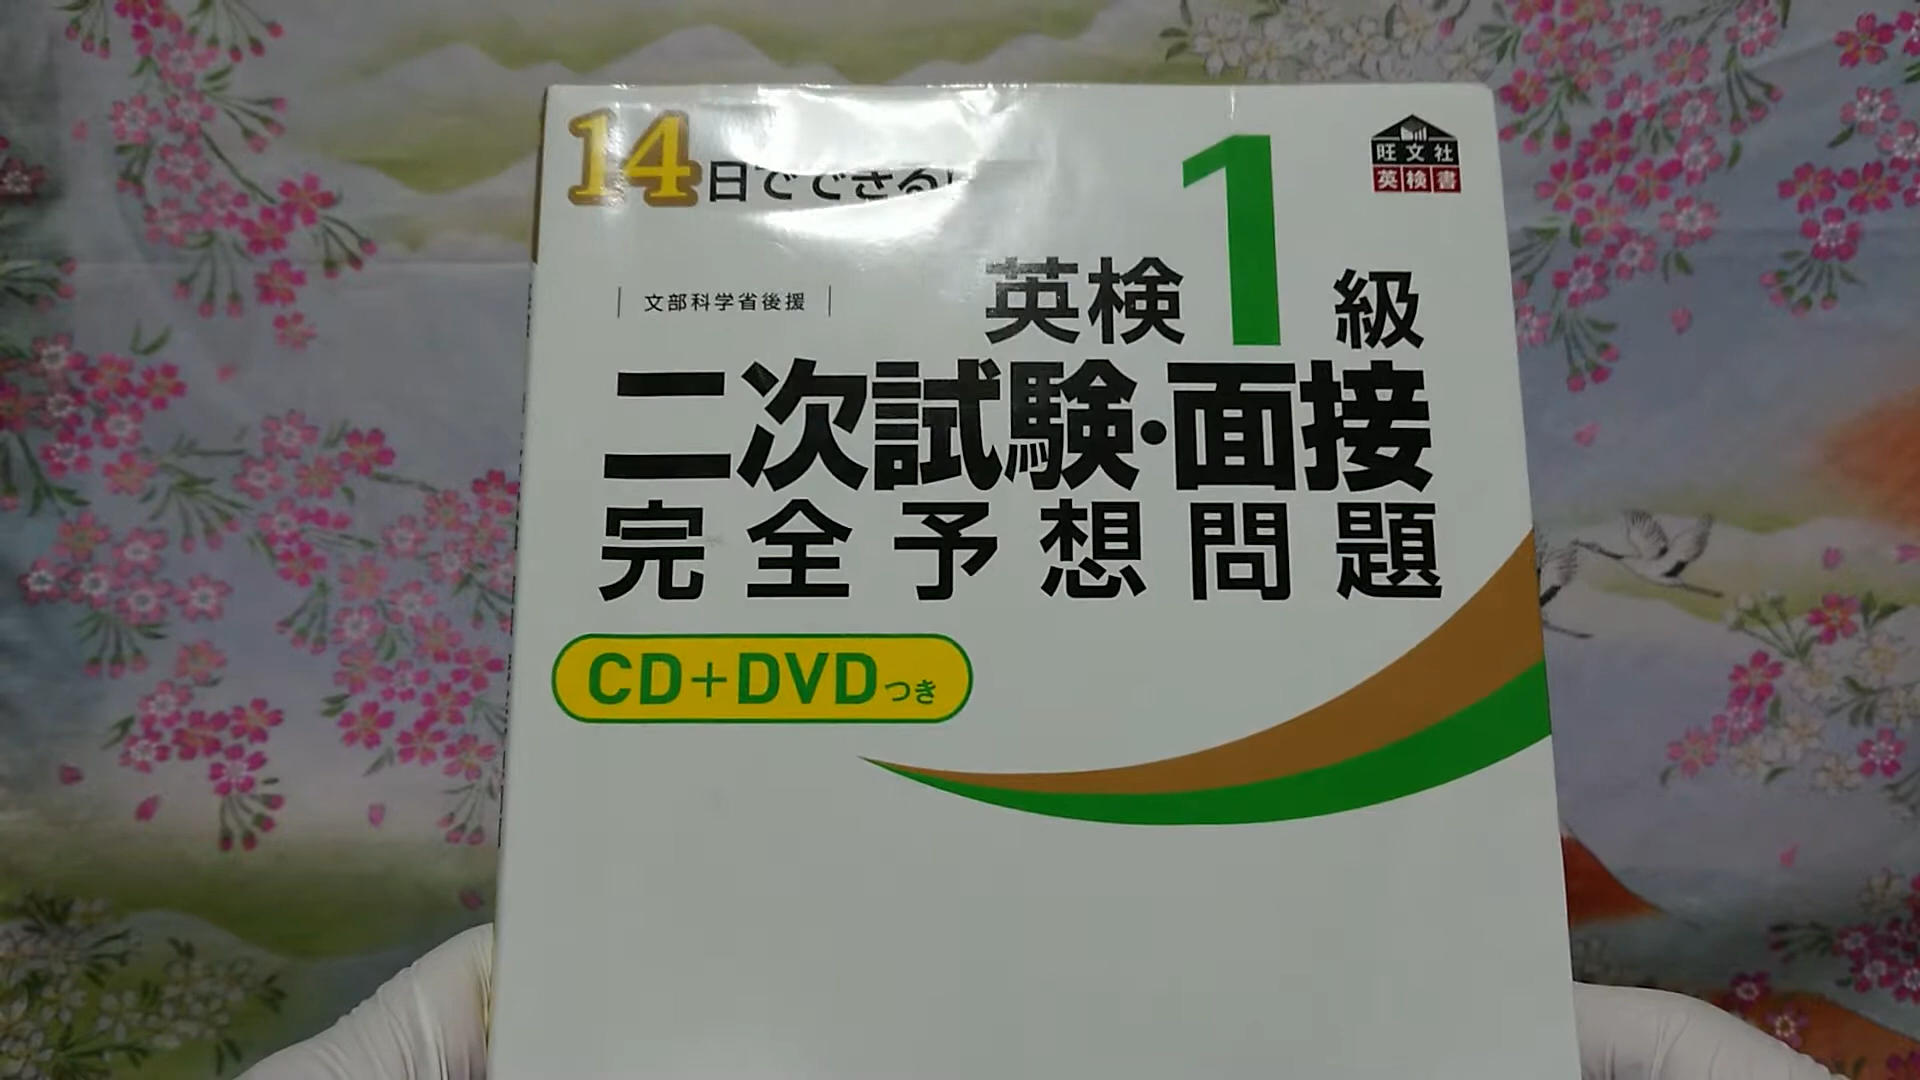 14日でできる!
旺文社
英検書
文部科学省後援
英検1級
二次試験・面接
完全予想問題
CD+DVDつき